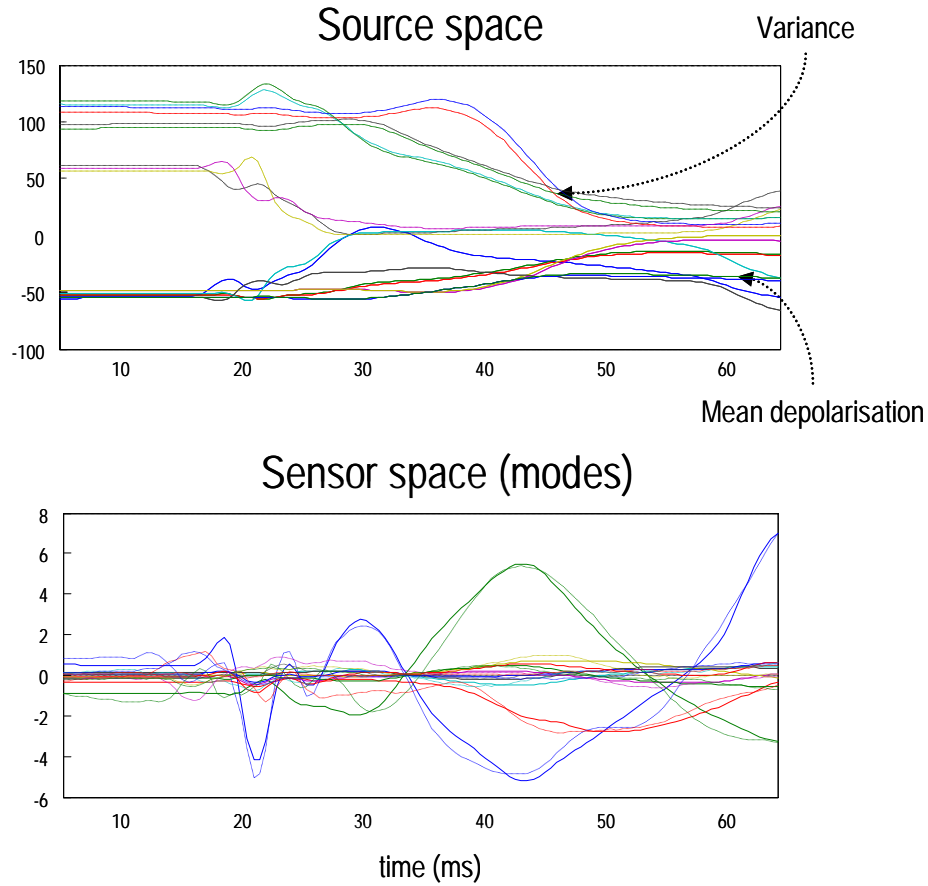 Source space
Variance
150
100
50
0
-50
-100
10 20 30 40 50 60
Mean depolarisation
Sensor space (modes)
8
6
4
2
0
-2
-4
-6
10 20 30 40 50 60
time (ms)